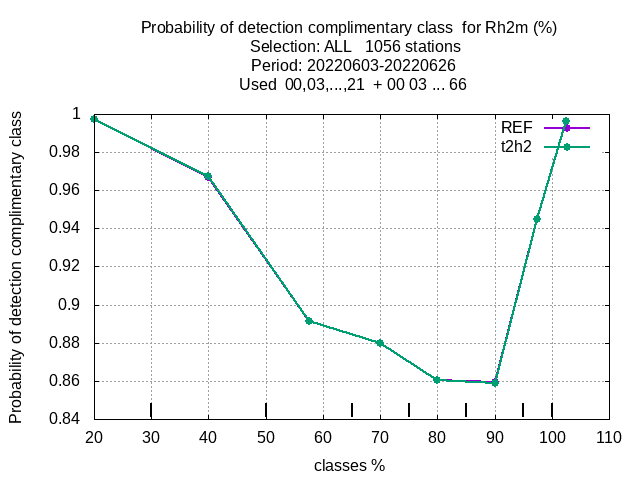 Probability of detection complimentary class  for Rh2m (%)
Selection: ALL   1056 stations
Period: 20220603-20220626
Used  00,03,...,21  + 00 03 ... 66
Probability of detection complimentary class
1
0.98
0.96
0.94
0.92
0.9
0.88
0.86
0.84
REF
t2h2
20 30 40 50 60 70 80 90 100 110
classes %